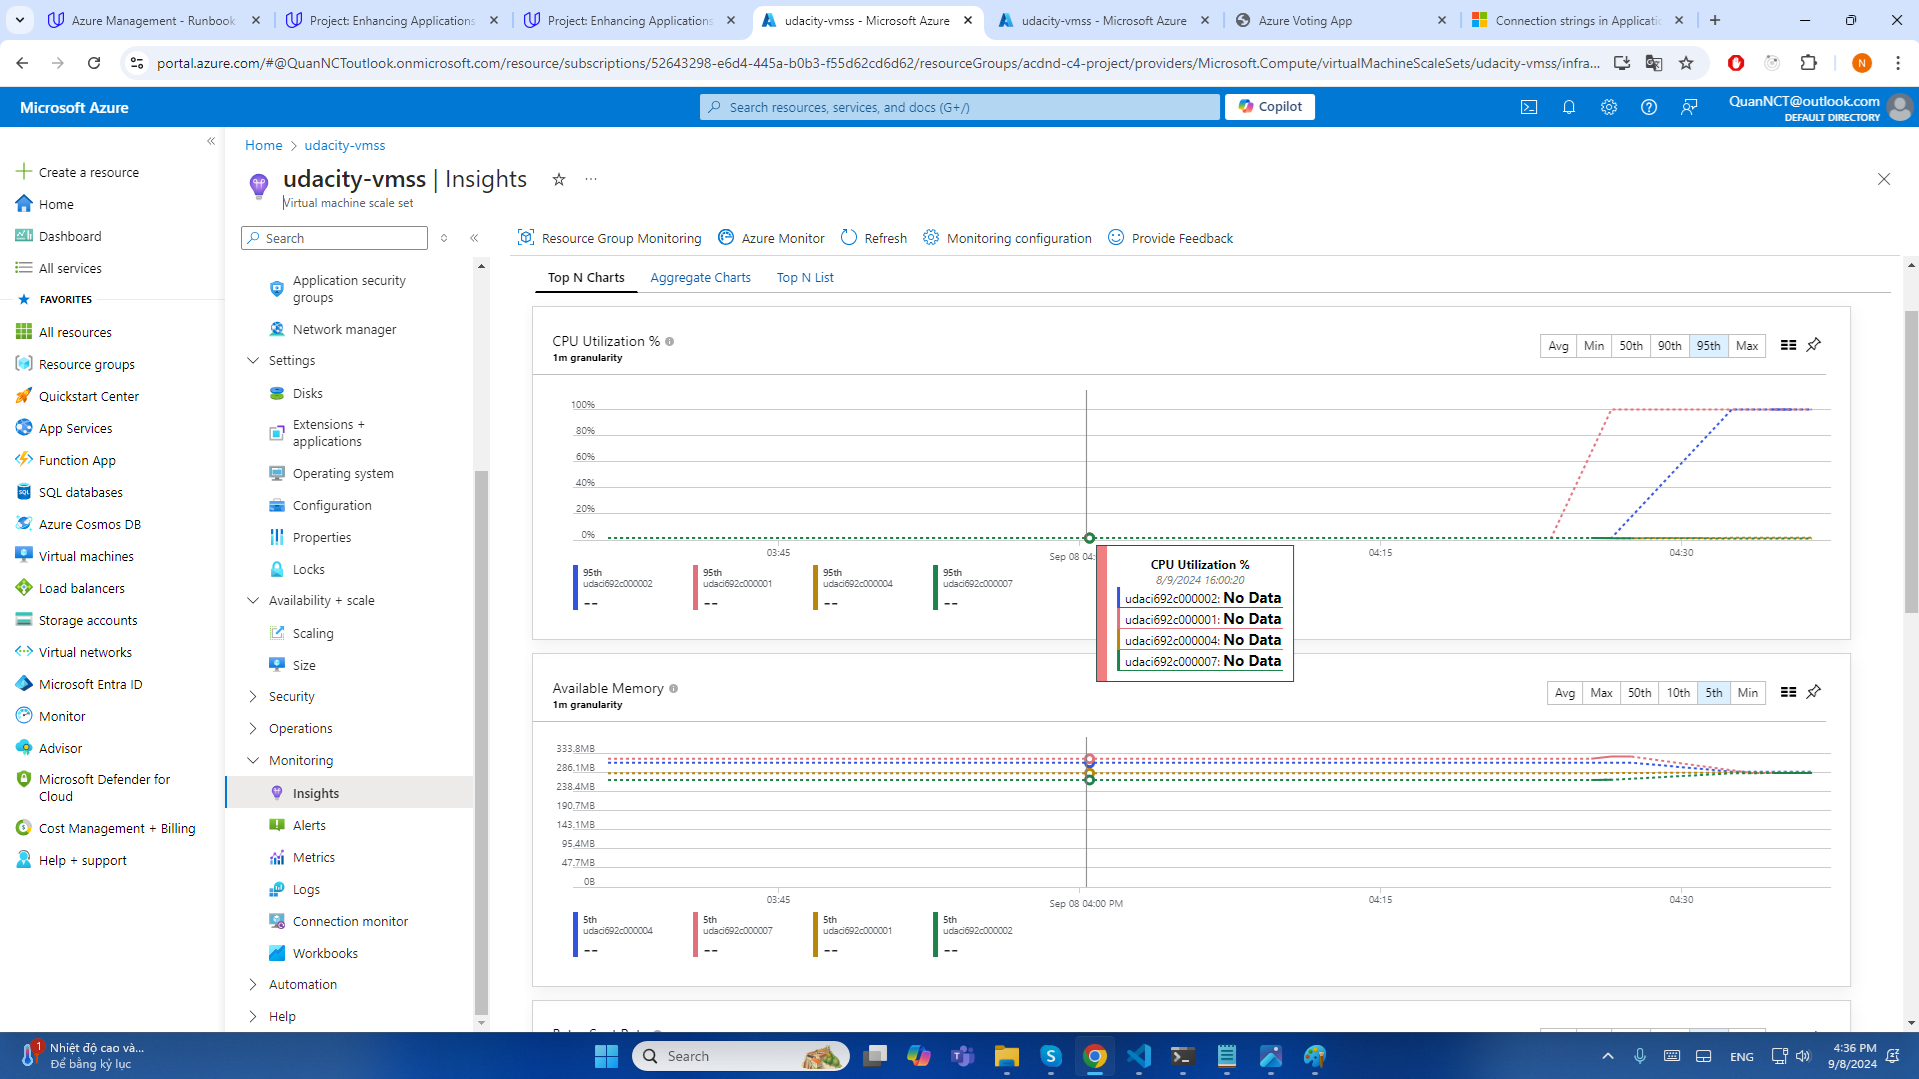 Azure Management - Runbook
Project: Enhancing Applications
Project: Enhancing Applications
udacity-vmss - Microsoft Azure
udacity-vmss - Microsoft Azure
Azure Voting App
Connection strings in Applicatio
portal.azure.com/#@QuanNCToutlook.onmicrosoft.com/resource/subscriptions/52643298-e6d4-445a-b0b3-f55d62cd6d62/resourceGroups/acdnd-c4-project/providers/Microsoft.Compute/virtualMachineScaleSets/udacity-vmss/infra...
N
Microsoft Azure
Search resources, services, and docs (G+/)
Copilot
QuanNCT@outlook.com
DEFAULT DIRECTORY
Create a resource
Home
Dashboard
All services
FAVORITES
All resources
Resource groups
Quickstart Center
App Services
Function App
SQL databases
Azure Cosmos DB
Virtual machines
Load balancers
Storage accounts
Virtual networks
Microsoft Entra ID
Monitor
Advisor
Microsoft Defender for
Cloud
Cost Management + Billing
Help + support
Home > udacity-vmss
udacity-vmss | Insights
Virtual machine scale set
Search
Application security
groups
Network manager
Settings
Disks
Extensions +
applications
Operating system
Configuration
Properties
Locks
Availability + scale
Scaling
Size
Security
Operations
Monitoring
Insights
Alerts
Metrics
Logs
Connection monitor
Workbooks
Automation
Help
Resource Group Monitoring
Azure Monitor
Refresh
Monitoring configuration
Provide Feedback
Top N Charts
Aggregate Charts
Top N List
CPU Utilization %
1m granularity
Avg Min 50th 90th 95th Max
100%
80%
60%
40%
20%
0%
03:45
Sep 08 04:
04:15
04:30
95th
udaci692c000002
--
95th
udaci692c000001
--
95th
udaci692c000004
--
95th
udaci692c000007
--
CPU Utilization %
8/9/2024 16:00:20
udaci692c000002: No Data
udaci692c000001: No Data
udaci692c000004: No Data
udaci692c000007: No Data
Available Memory
1m granularity
Avg Max 50th 10th 5th Min
333.8MB
286.1MB
238.4MB
190.7MB
143.1MB
95.4MB
47.7MB
0B
03:45
Sep 08 04:00 PM
04:15
04:30
5th
udaci692c000004
--
5th
udaci692c000007
--
5th
udaci692c000001
--
5th
udaci692c000002
--
1
Nhiệt độ cao và...
Để bằng kỷ lục
Search
ENG
4:36 PM
9/8/2024